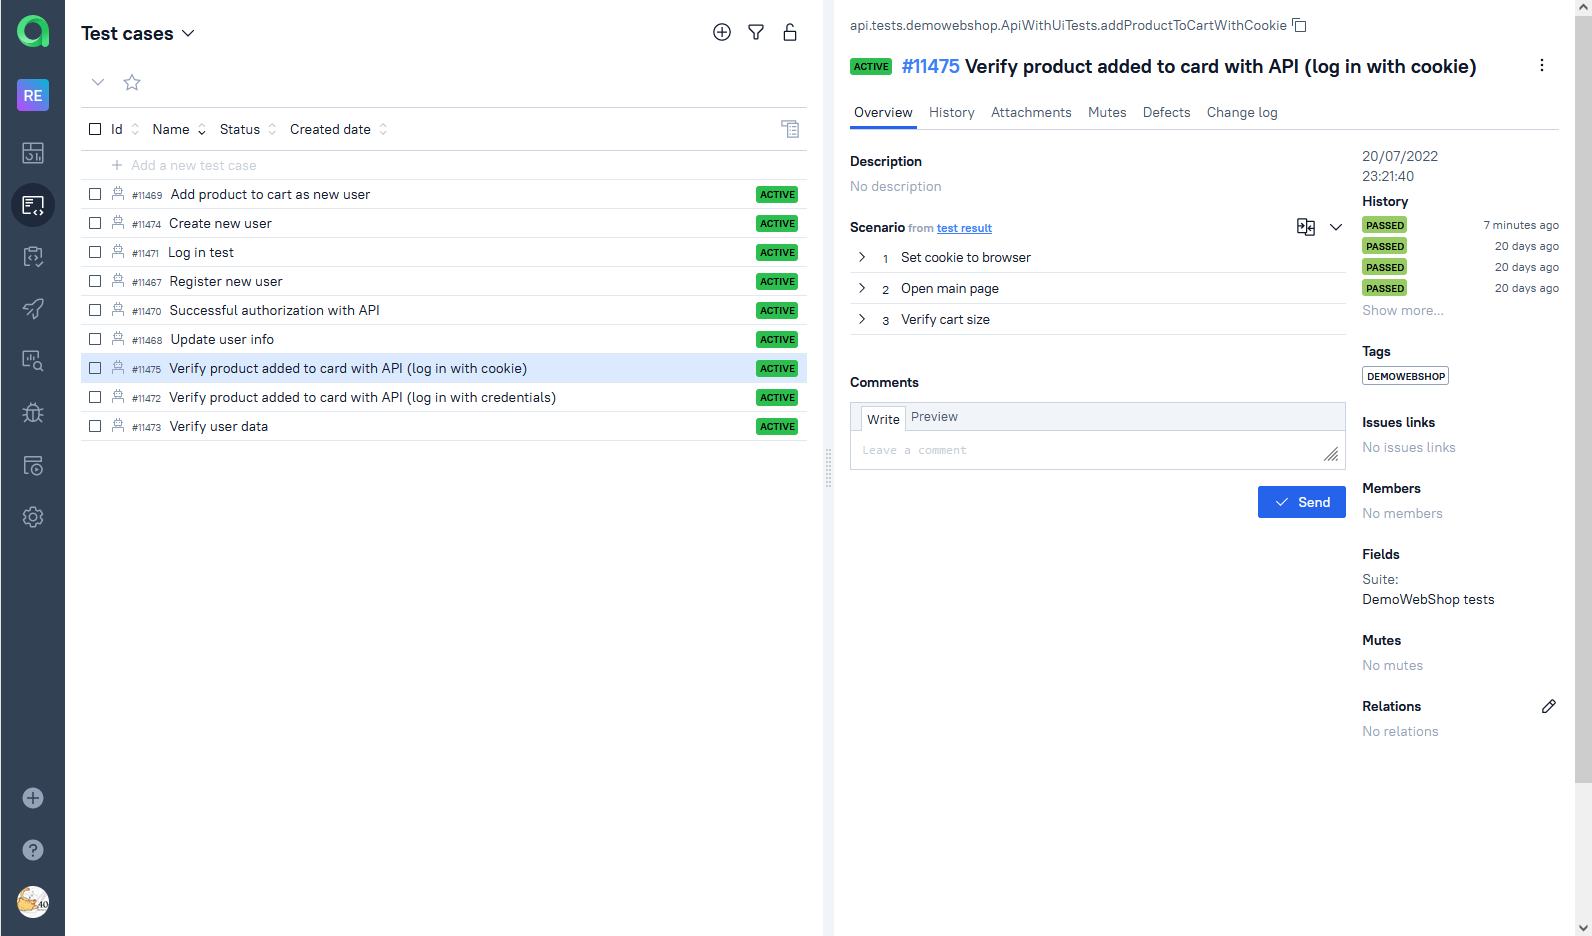 RE
Test cases
Id Name Status Created date
Add a new test case
#11469 Add product to cart as new user ACTIVE
#11474 Create new user ACTIVE
#11471 Log in test ACTIVE
#11467 Register new user ACTIVE
#11470 Successful authorization with API ACTIVE
#11468 Update user info ACTIVE
#11475 Verify product added to card with API (log in with cookie) ACTIVE
#11472 Verify product added to card with API (log in with credentials) ACTIVE
#11473 Verify user data ACTIVE
api.tests.demowebshop.ApiWithUiTests.addProductToCartWithCookie
ACTIVE #11475 Verify product added to card with API (log in with cookie)
Overview History Attachments Mutes Defects Change log
Description
No description
Scenario from test result
1 Set cookie to browser
2 Open main page
3 Verify cart size
Comments
Write Preview
Leave a comment
Send
20/07/2022
23:21:40
History
PASSED 7 minutes ago
PASSED 20 days ago
PASSED 20 days ago
PASSED 20 days ago
Show more...
Tags
DEMOWEBSHOP
Issues links
No issues links
Members
No members
Fields
Suite:
DemoWebShop tests
Mutes
No mutes
Relations
No relations
40